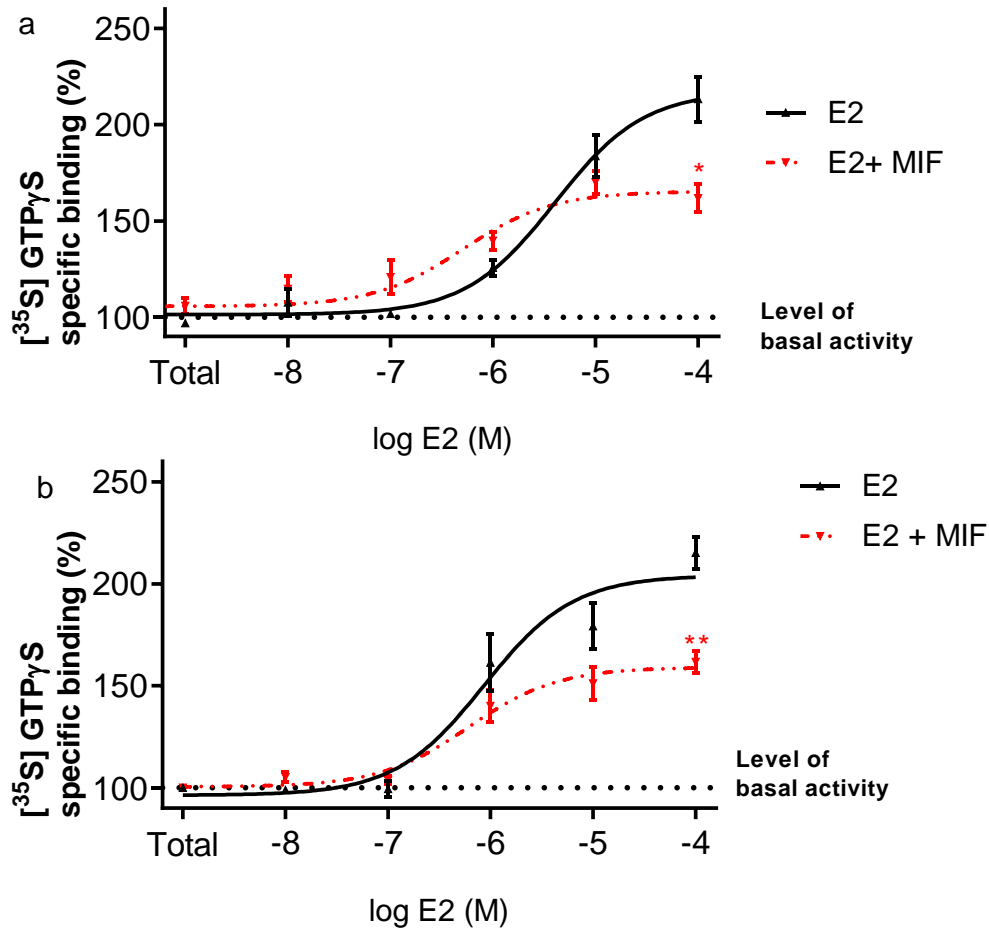 a
[³⁵S] GTPγS
specific binding (%)
250
200
150
100
Total -8 -7 -6 -5 -4
log E2 (M)
E2
E2+ MIF
*
Level of
basal activity
b
[³⁵S] GTPγS
specific binding (%)
250
200
150
100
Total -8 -7 -6 -5 -4
log E2 (M)
E2
E2 + MIF
**
Level of
basal activity